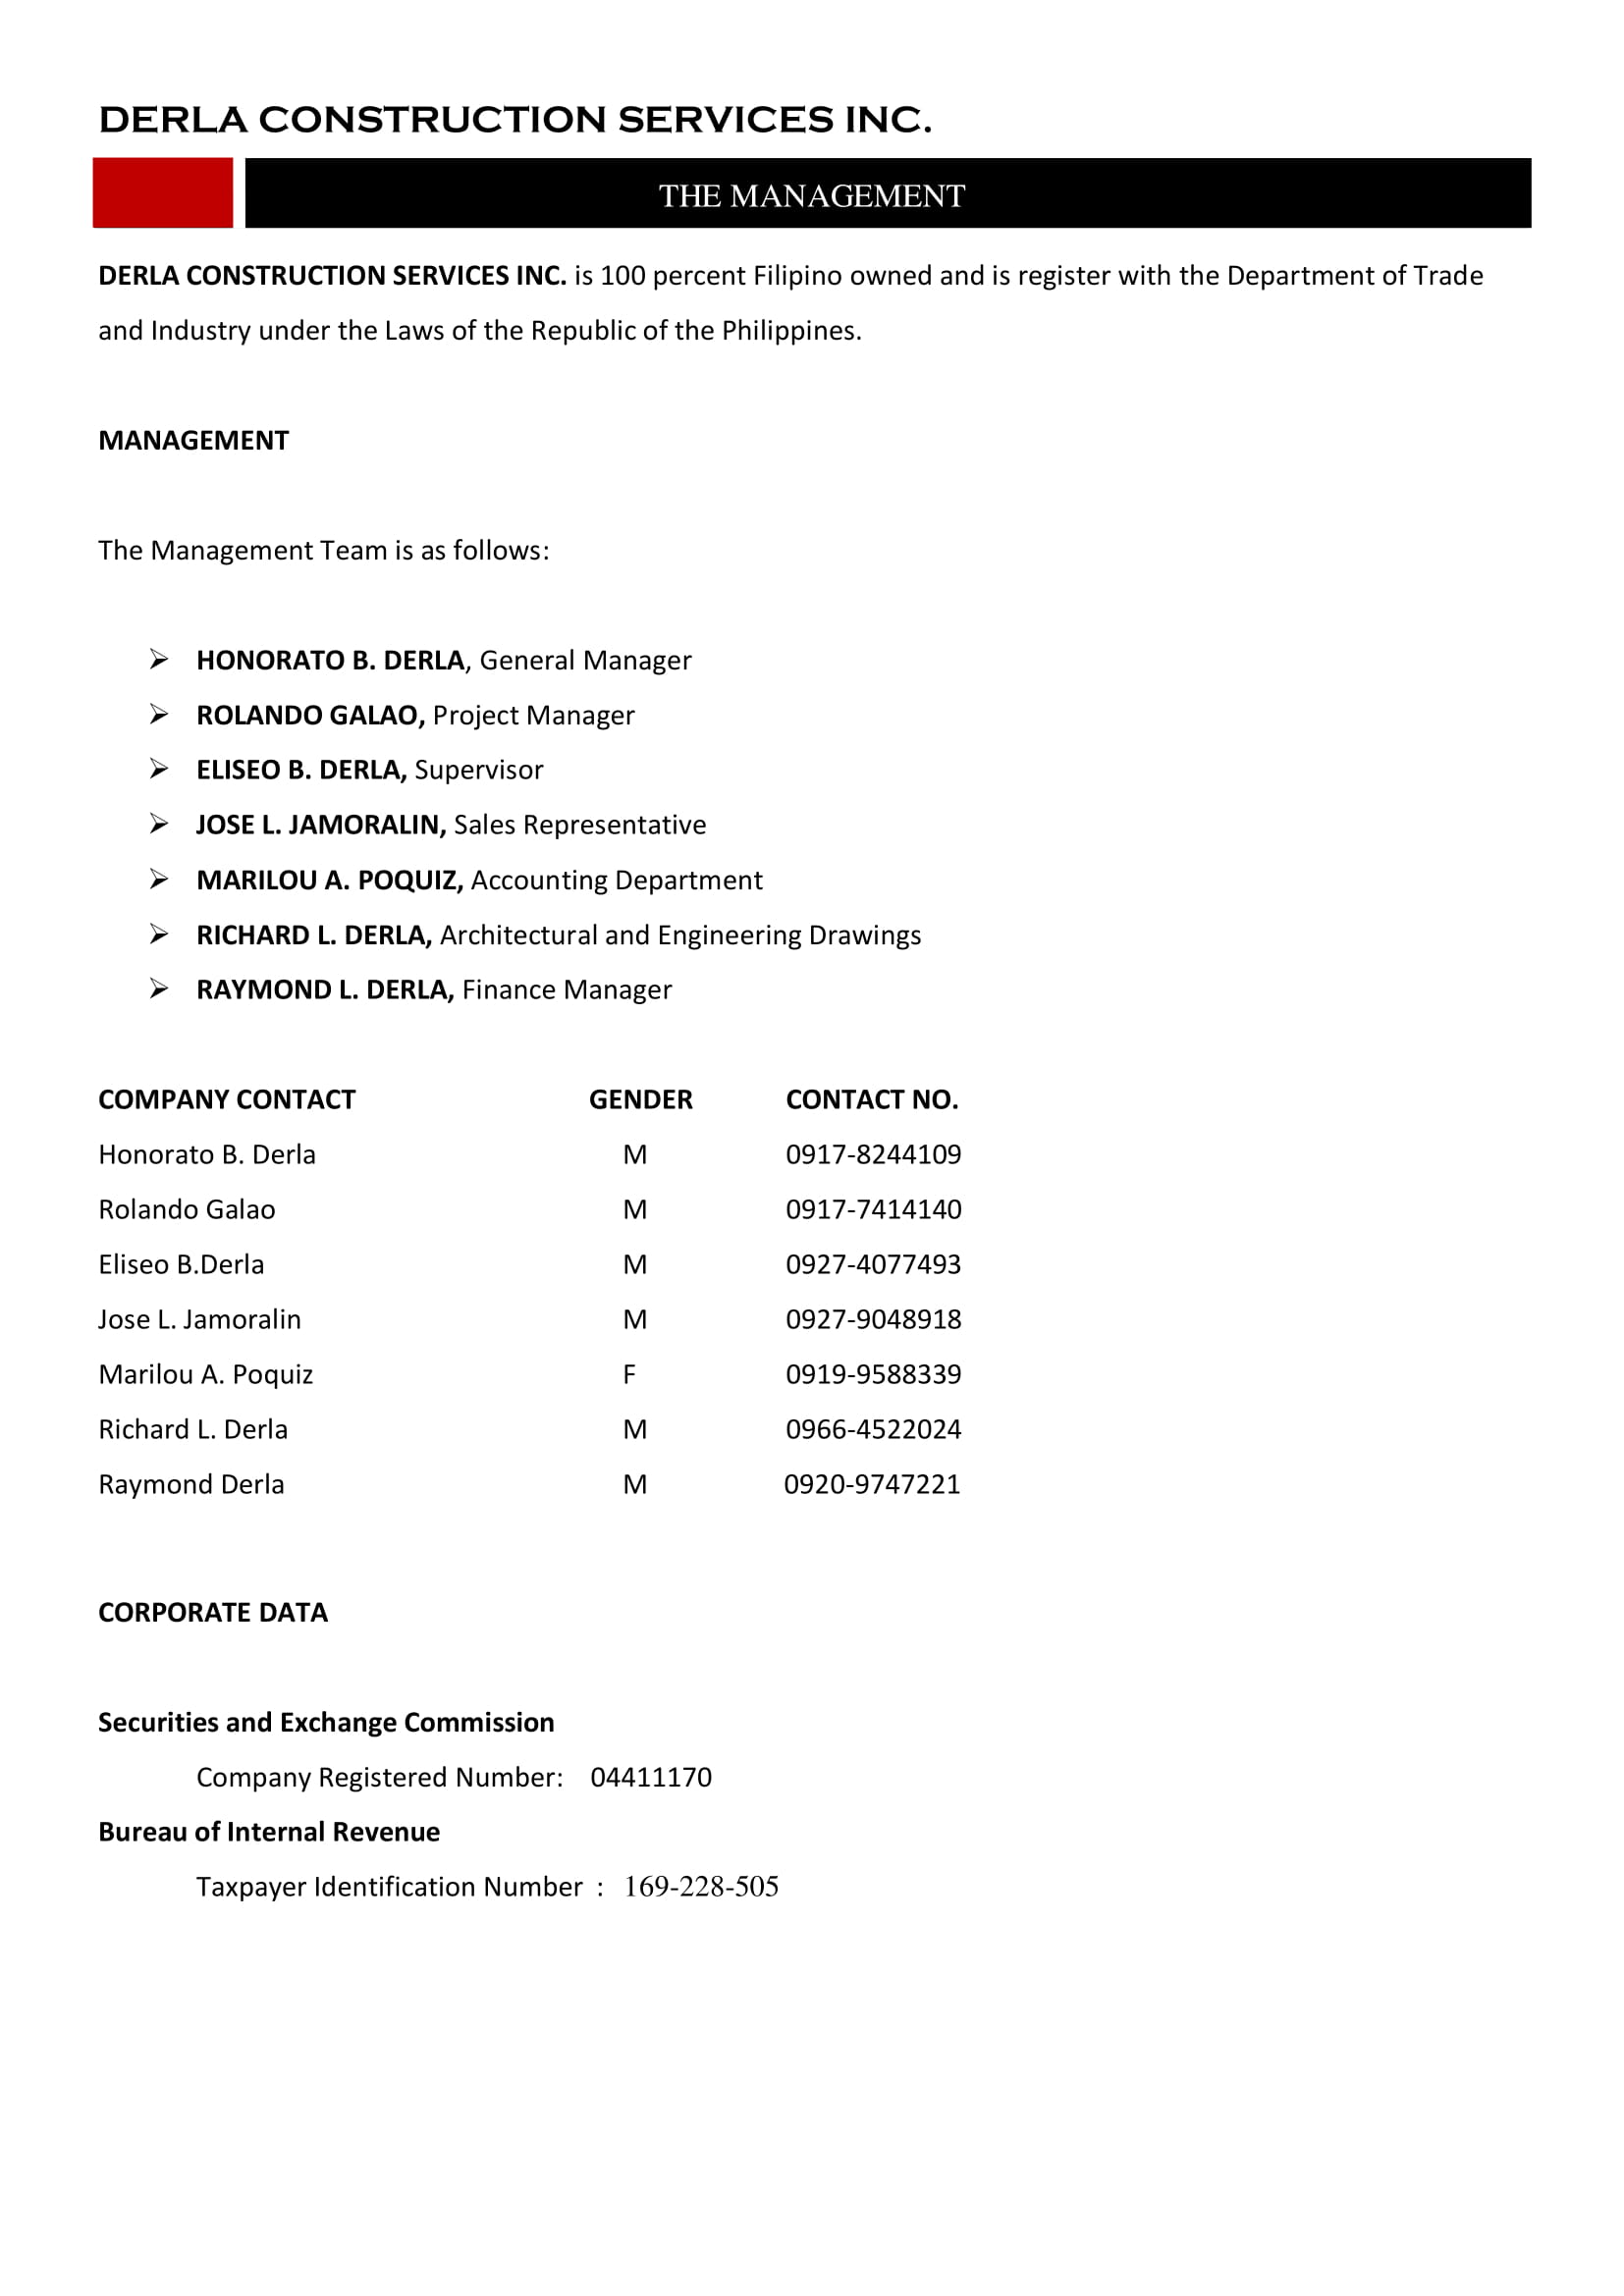 DERLA CONSTRUCTION SERVICES INC.
THE MANAGEMENT
DERLA CONSTRUCTION SERVICES INC. is 100 percent Filipino owned and is register with the Department of Trade
and Industry under the Laws of the Republic of the Philippines.
MANAGEMENT
The Management Team is as follows:
HONORATO B. DERLA, General Manager
ROLANDO GALAO, Project Manager
ELISEO B. DERLA, Supervisor
JOSE L. JAMORALIN, Sales Representative
MARILOU A. POQUIZ, Accounting Department
RICHARD L. DERLA, Architectural and Engineering Drawings
RAYMOND L. DERLA, Finance Manager
COMPANY CONTACT GENDER CONTACT NO.
Honorato B. Derla M 0917-8244109
Rolando Galao M 0917-7414140
Eliseo B.Derla M 0927-4077493
Jose L. Jamoralin M 0927-9048918
Marilou A. Poquiz F 0919-9588339
Richard L. Derla M 0966-4522024
Raymond Derla M 0920-9747221
CORPORATE DATA
Securities and Exchange Commission
Company Registered Number: 04411170
Bureau of Internal Revenue
Taxpayer Identification Number : 169-228-505